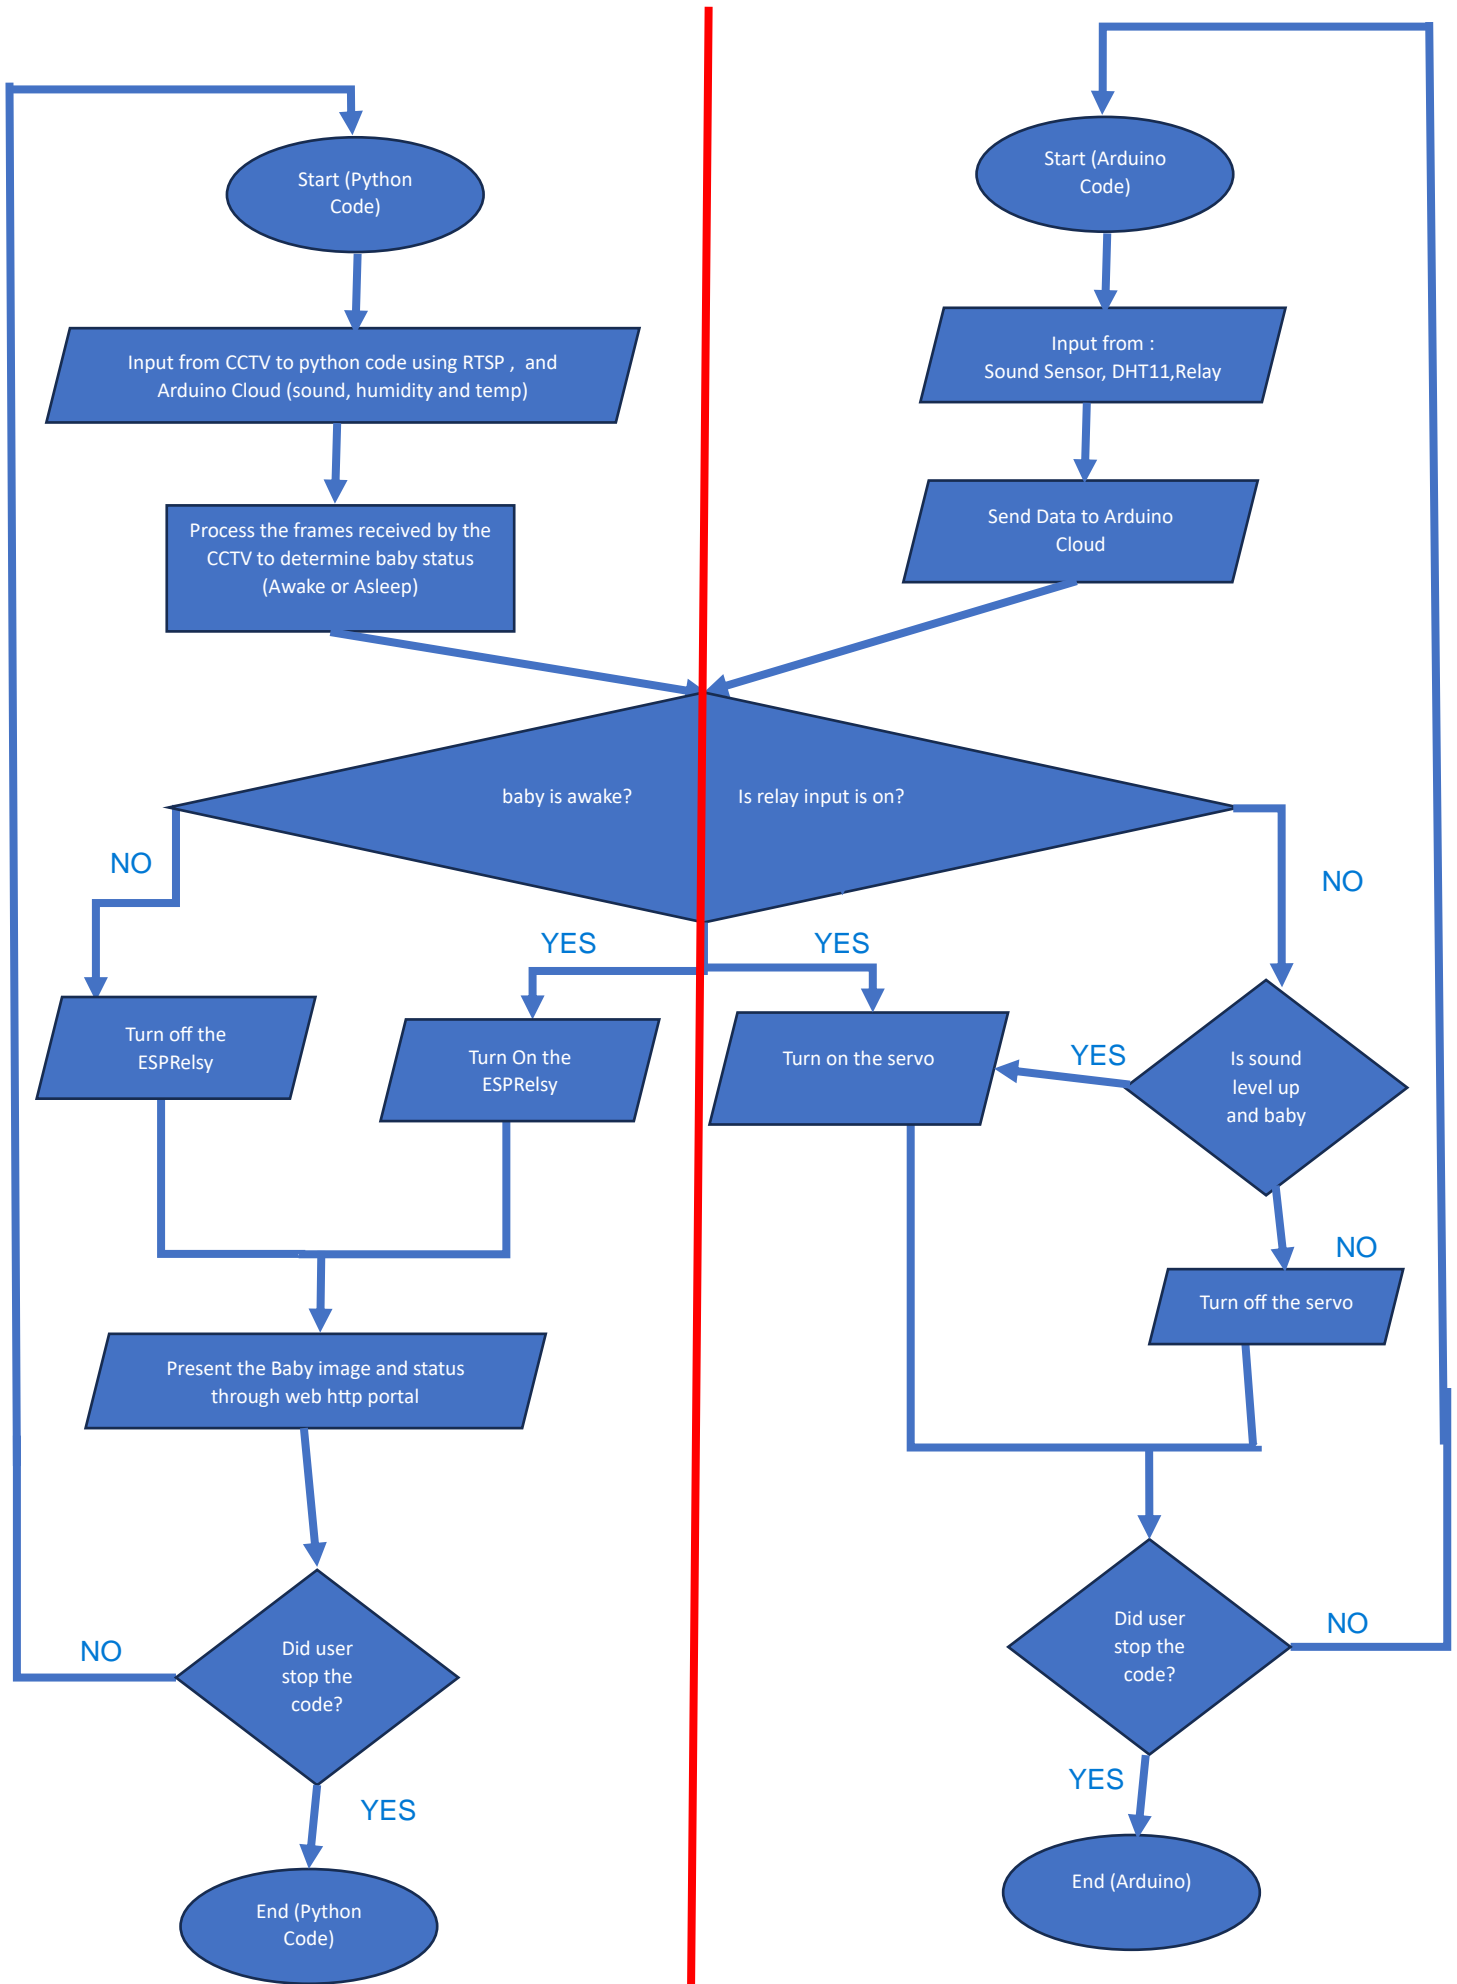 Start (Python
Code)
Input from CCTV to python code using RTSP , and
Arduino Cloud (sound, humidity and temp)
Process the frames received by the
CCTV to determine baby status
(Awake or Asleep)
Start (Arduino
Code)
Input from :
Sound Sensor, DHT11,Relay
Send Data to Arduino
Cloud
baby is awake?
Is relay input is on?
NO
YES
YES
NO
Turn off the
ESPRelsy
Turn On the
ESPRelsy
Turn on the servo
YES
Is sound
level up
and baby
NO
Turn off the servo
Present the Baby image and status
through web http portal
Did user
stop the
code?
NO
YES
End (Python
Code)
Did user
stop the
code?
NO
YES
End (Arduino)